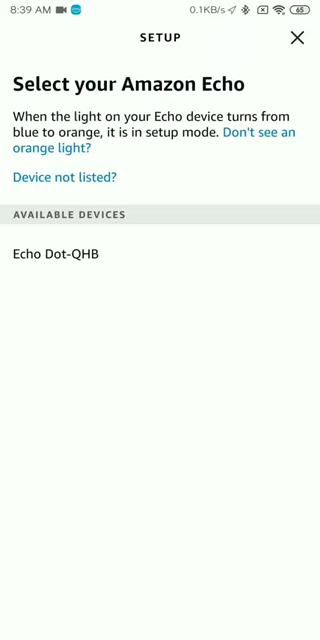 8:39 AM 0.1KB/s 65
SETUP
Select your Amazon Echo
When the light on your Echo device turns from
blue to orange, it is in setup mode. Don't see an
orange light?
Device not listed?
AVAILABLE DEVICES
Echo Dot-QHB